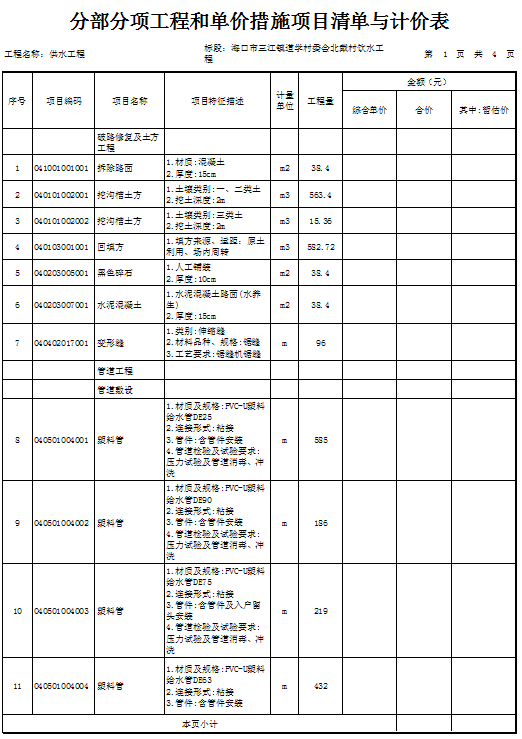 分部分项工程和单价措施项目清单与计价表
工程名称：供水工程 标段：海口市三江镇道学村委会北戴村饮水工 第 1 页 共 4 页
程
序号 项目编码 项目名称 项目特征描述 计量 工程量 金额（元）
单位 综合单价 合价 其中:暂估价
破路修复及土方
工程
1 041001001001 拆除路面 1.材质:混凝土 m2 38.4
2.厚度:15cm
2 040101002001 挖沟槽土方 1.土壤类别:一、二类土 m3 563.4
2.挖土深度:2m
3 040101002002 挖沟槽土方 1.土壤类别:三类土 m3 15.36
2.挖土深度:2m
4 040103001001 回填方 1.填方来源、运距: 原土 m3 582.72
利用、场内周转
5 040203005001 黑色碎石 1.人工铺装 m2 38.4
2.厚度:10cm
6 040203007001 水泥混凝土 1.水泥混凝土路面(水养 m2 38.4
生)
2.厚度:15cm
7 040402017001 变形缝 1.类别:伸缩缝 m 96
2.材料品种、规格:锯缝
3.工艺要求:锯缝机锯缝
管道工程
管道敷设
8 040501004001 塑料管 1.材质及规格:PVC-U塑料 m 585
给水管DE25
2.连接形式:粘接
3.管件:含管件安装
4.管道检验及试验要求:
压力试验及管道消毒、冲
洗
9 040501004002 塑料管 1.材质及规格:PVC-U塑料 m 186
给水管DE90
2.连接形式:粘接
3.管件:含管件安装
4.管道检验及试验要求:
压力试验及管道消毒、冲
洗
10 040501004003 塑料管 1.材质及规格:PVC-U塑料 m 219
给水管DE75
2.连接形式:粘接
3.管件:含管件及入户留
头安装
4.管道检验及试验要求:
压力试验及管道消毒、冲
洗
11 040501004004 塑料管 1.材质及规格:PVC-U塑料 m 432
给水管DE63
2.连接形式:粘接
3.管件:含管件安装
本页小计